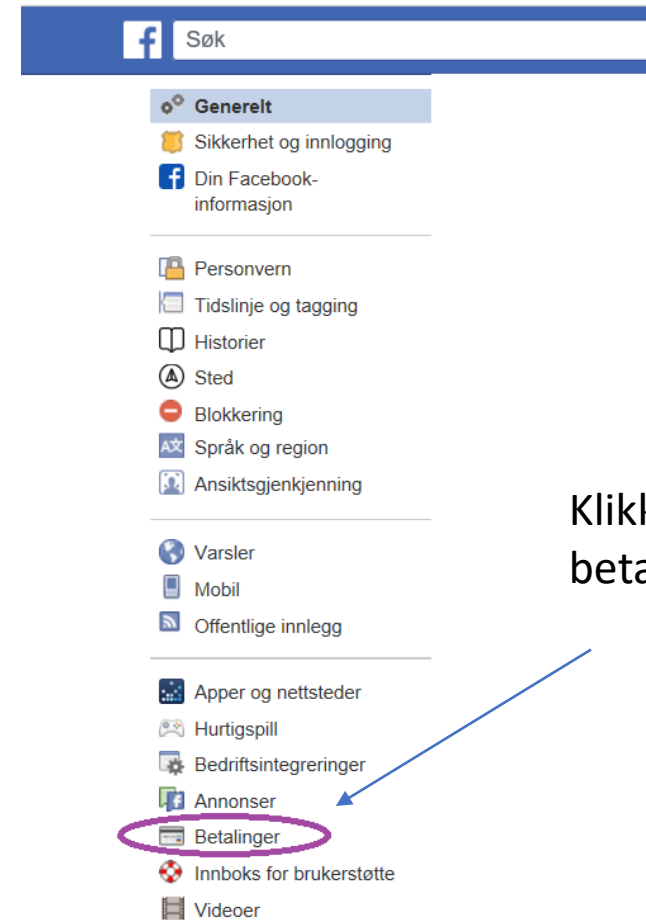 Søk
Generelt
Sikkerhet og innlogging
Din Facebook-
informasjon
Personvern
Tidslinje og tagging
Historier
Sted
Blokkering
Språk og region
Ansiktsgjenkjenning
Varsler
Mobil
Offentlige innlegg
Apper og nettsteder
Hurtigspill
Bedriftsintegreringer
Annonser
Betalinger
Innboks for brukerstøtte
Videoer